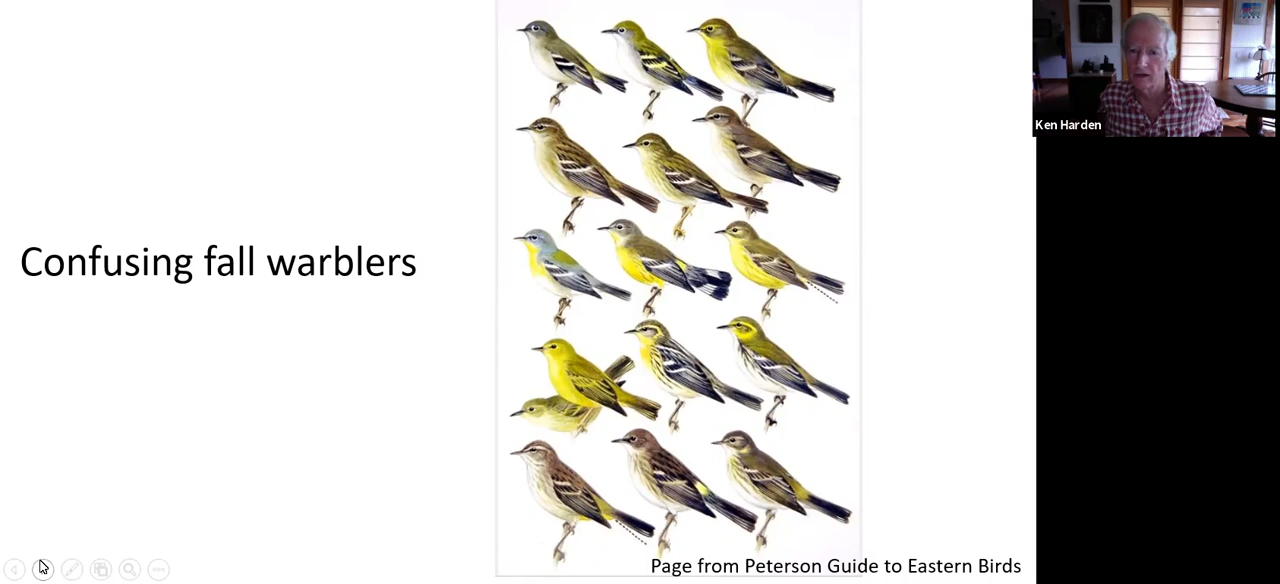 Confusing fall warblers
Ken Harden
Page from Peterson Guide to Eastern Birds